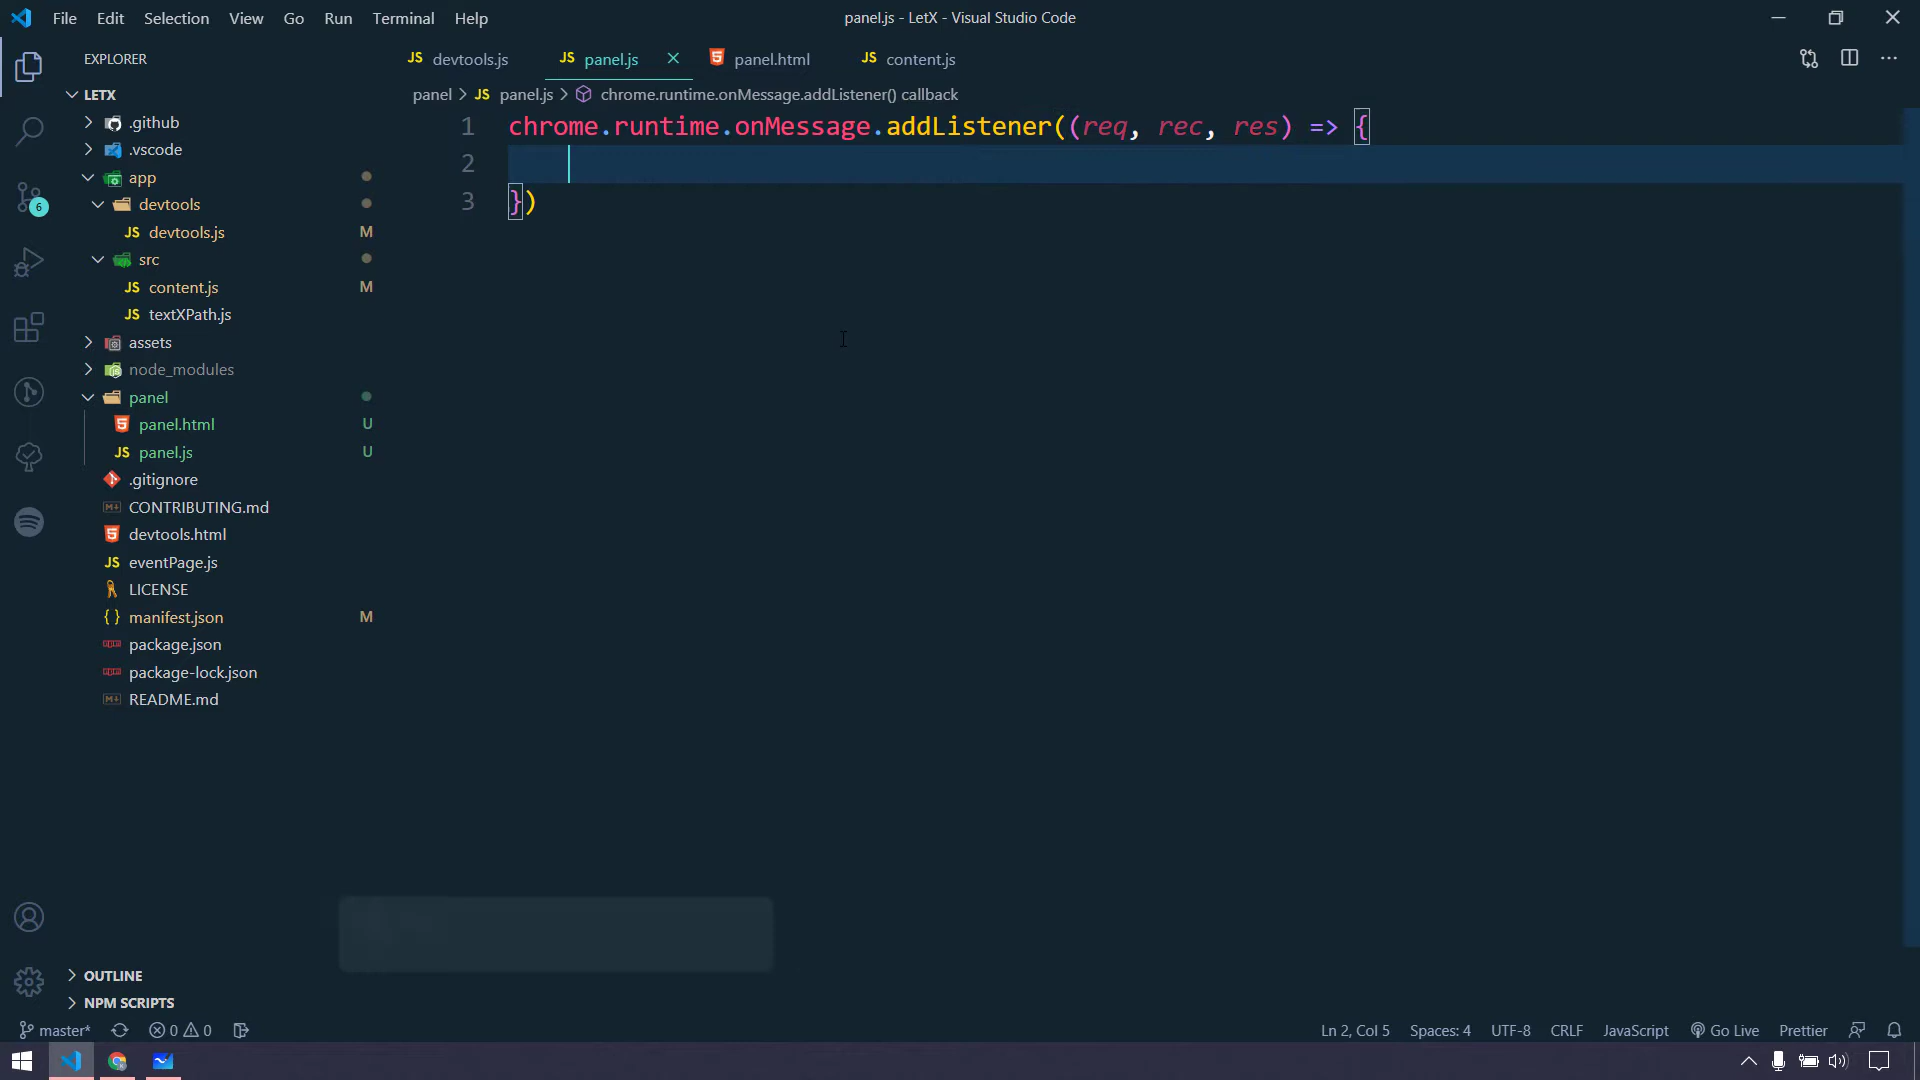 File Edit Selection View Go Run Terminal Help
panel.js - LetX - Visual Studio Code
EXPLORER
LETX
.github
.vscode
app
devtools
JS devtools.js M
src
JS content.js M
JS textXPath.js
assets
node_modules
panel
panel.html U
JS panel.js U
.gitignore
CONTRIBUTING.md
devtools.html
JS eventPage.js
LICENSE
{ } manifest.json M
package.json
package-lock.json
README.md
OUTLINE
NPM SCRIPTS
6
JS devtools.js JS panel.js panel.html JS content.js
panel > JS panel.js > chrome.runtime.onMessage.addListener() callback
1 chrome.runtime.onMessage.addListener((req, rec, res) => {
2
3 })
master* 0 0 Ln 2, Col 5 Spaces: 4 UTF-8 CRLF JavaScript Go Live Prettier